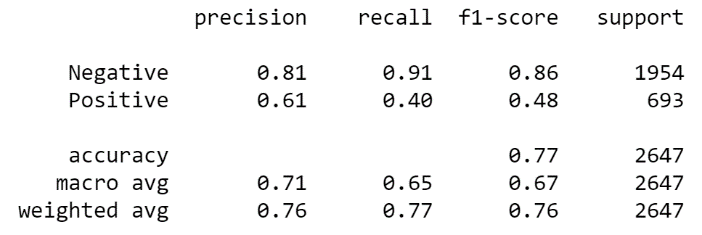 precision recall f1-score support
Negative 0.81 0.91 0.86 1954
Positive 0.61 0.40 0.48 693
accuracy 0.77 2647
macro avg 0.71 0.65 0.67 2647
weighted avg 0.76 0.77 0.76 2647